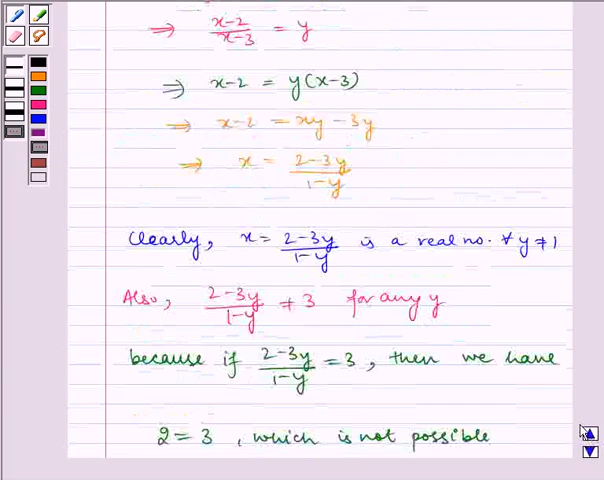 ⇒ x-2/x-3 = y
⇒ x-2 = y(x-3)
⇒ x-2 = xy - 3y
⇒ x = 2-3y/1-y
Clearly, x = 2-3y/1-y is a real no. ∀ y ≠ 1
Also, 2-3y/1-y ≠ 3 for any y
because if 2-3y/1-y = 3, then we have
2 = 3, which is not possible